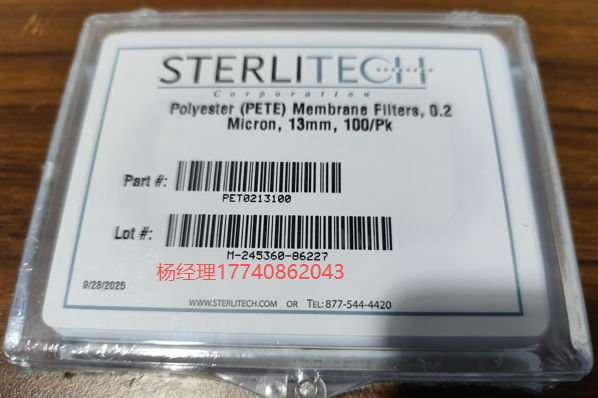 STERLITECH
Corporation
Polyester (PETE) Membrane Filters, 0.2
Micron, 13mm, 100/Pk
Part #:
PET0213100
Lot #:
M-245360-86227
杨经理17740862043
9/23/2025
WWW.STERLITECH.COM OR TEL:877-544-4420